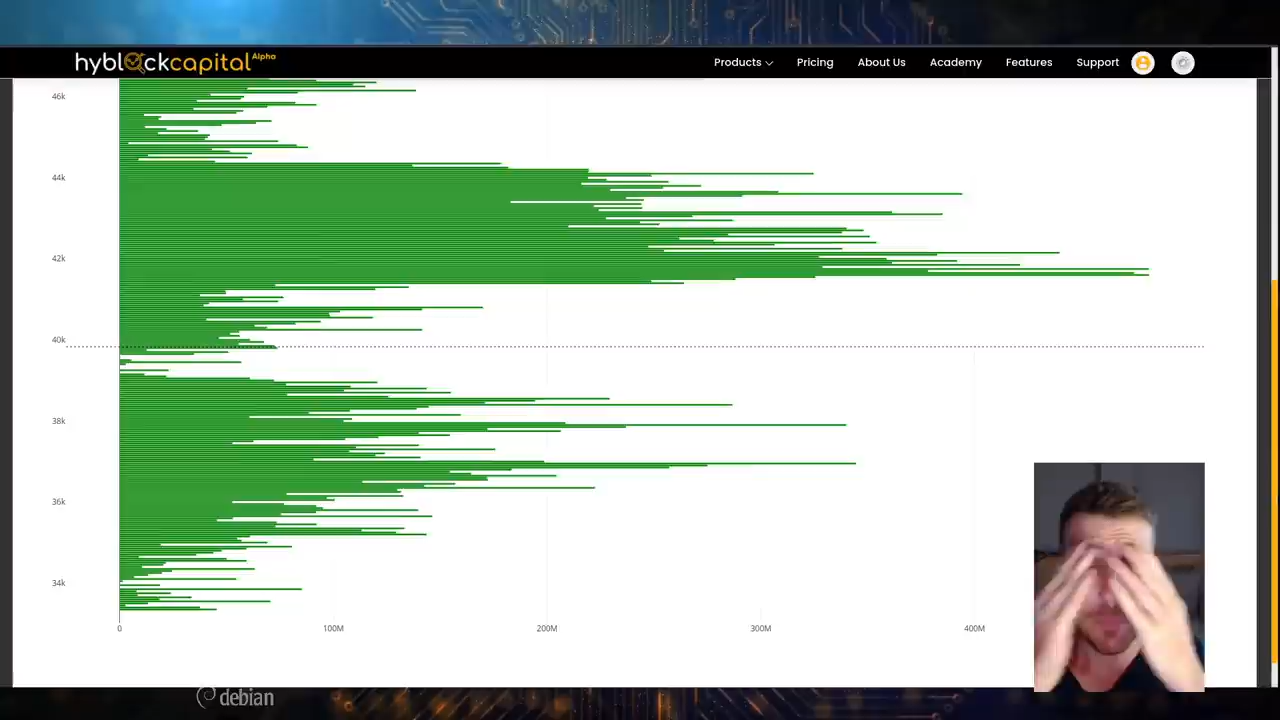 hyblockcapital Alpha
Products Pricing About Us Academy Features Support
46k
44k
42k
40k
38k
36k
34k
0 100M 200M 300M 400M
debian